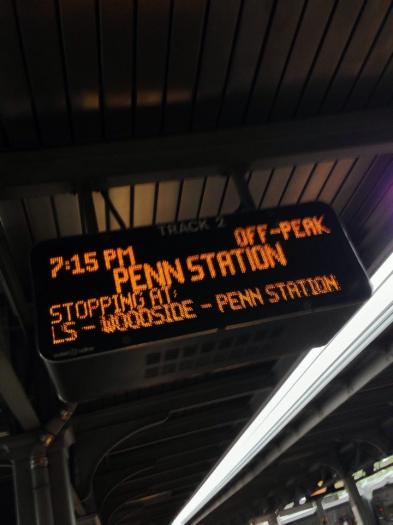 TRACK 2
7:15 PM OFF-PEAK
PENN STATION
STOPPING AT:
LS - WOODSIDE - PENN STATION